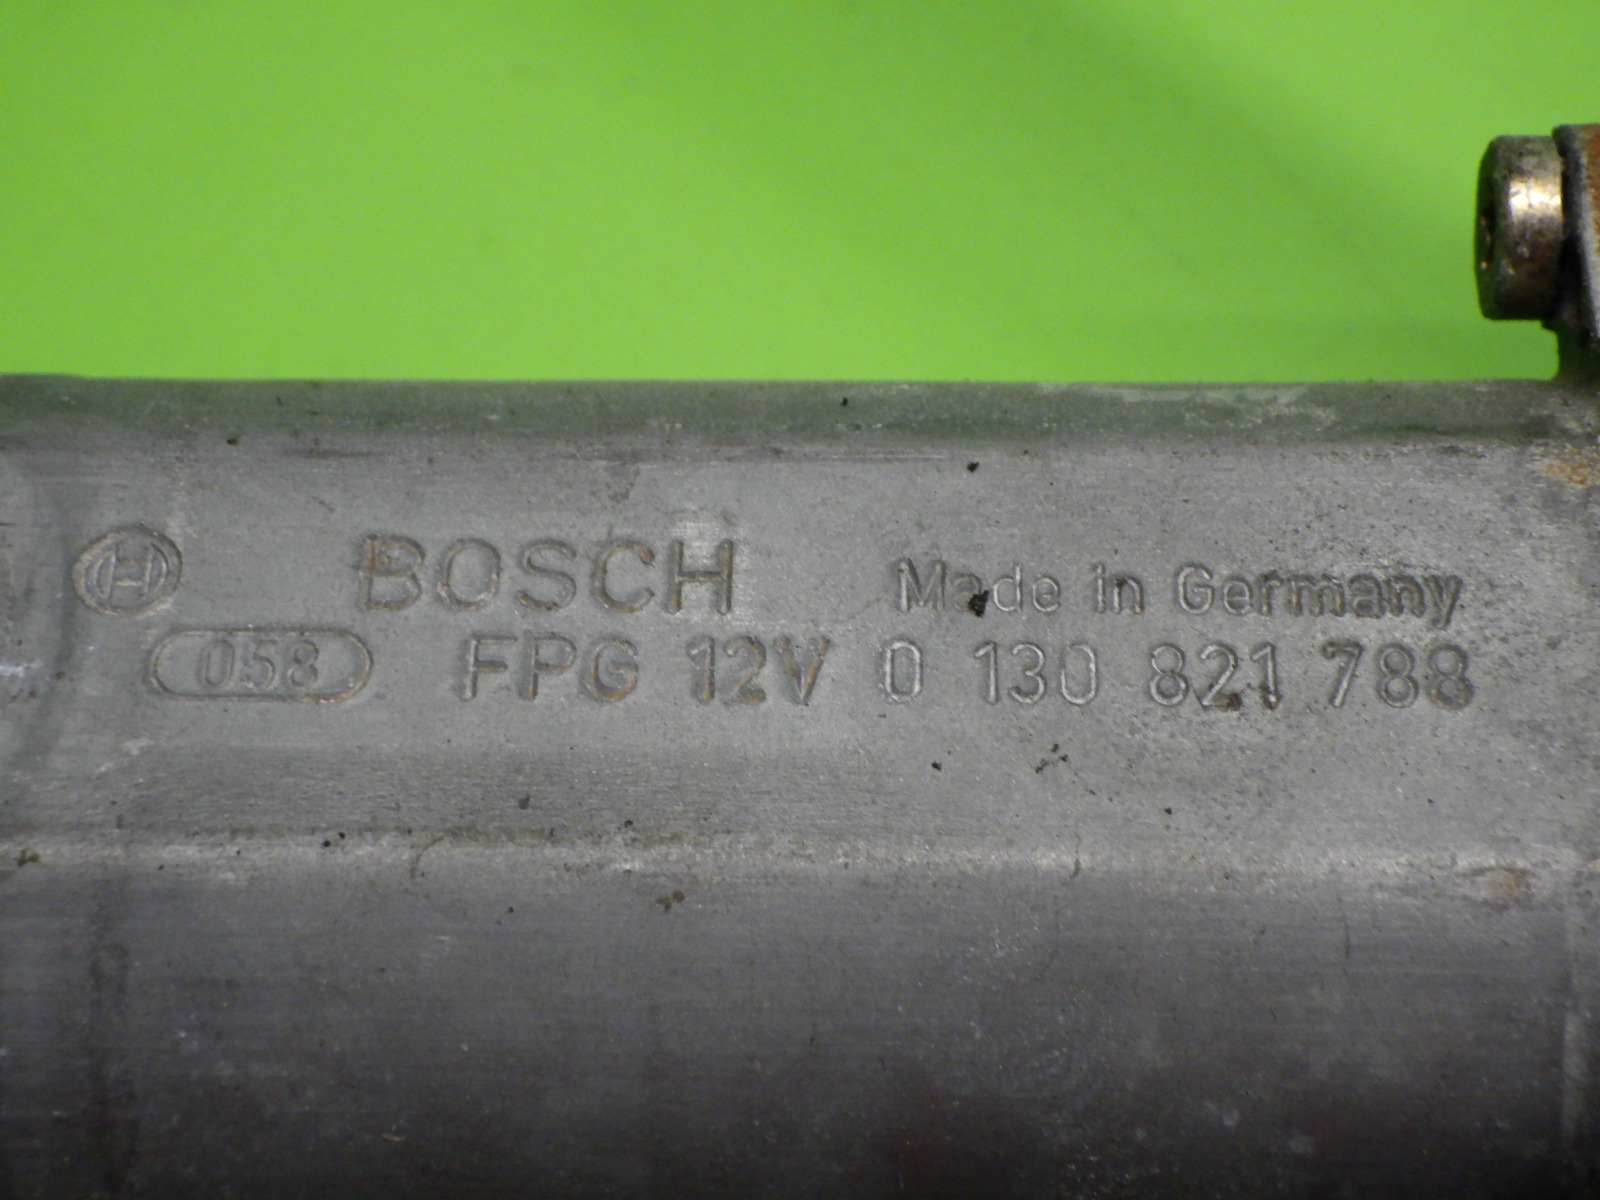 BOSCH Made in Germany
058 FPG 12V 0 130 821 788